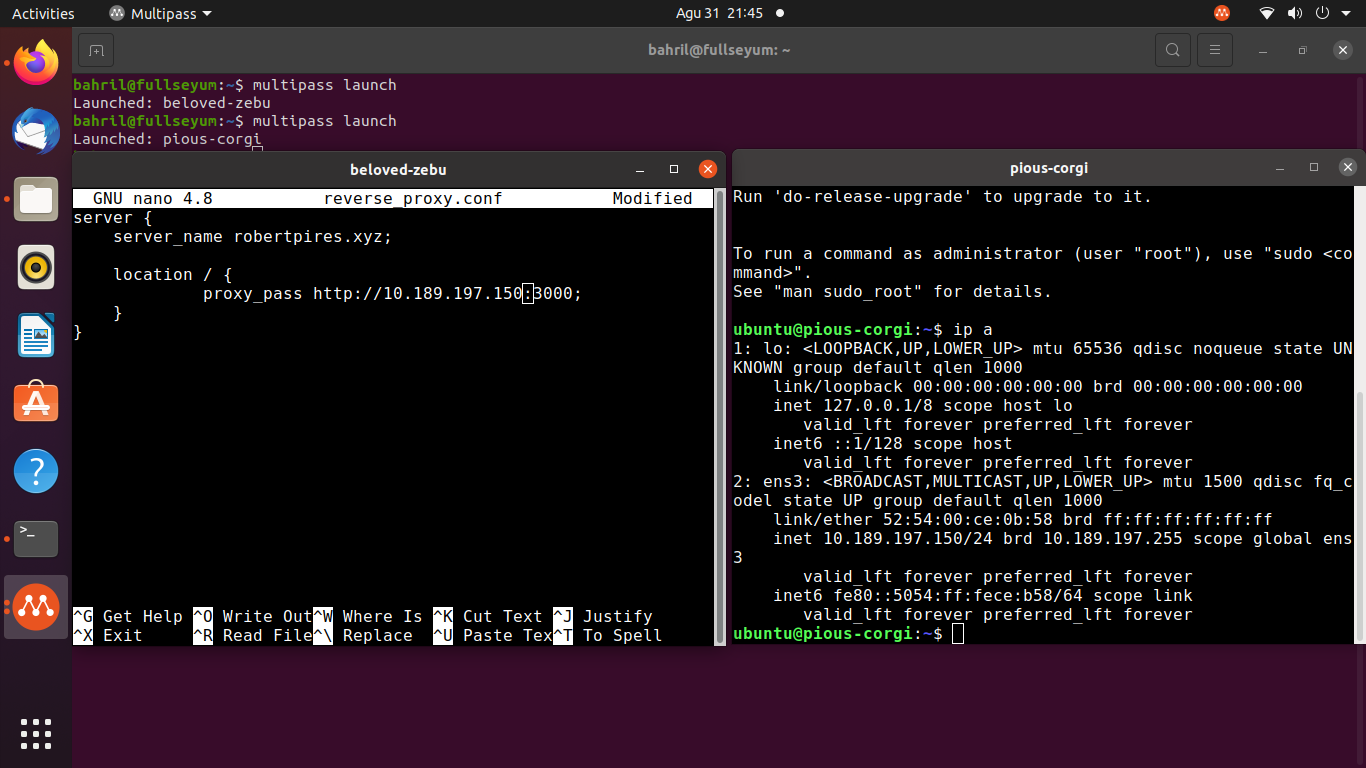 Activities
Multipass
Agu 31 21:45
bahril@fullseyum: ~
bahril@fullseyum:~$ multipass launch
Launched: beloved-zebu
bahril@fullseyum:~$ multipass launch
Launched: pious-corgi
beloved-zebu
GNU nano 4.8 reverse_proxy.conf Modified
server {
    server_name robertpires.xyz;
    location / {
             proxy_pass http://10.189.197.150:3000;
    }
}
^G Get Help ^O Write Out^W Where Is ^K Cut Text ^J Justify
^X Exit ^R Read File^\ Replace ^U Paste Tex^T To Spell
pious-corgi
Run 'do-release-upgrade' to upgrade to it.
To run a command as administrator (user "root"), use "sudo <co
mmand>".
See "man sudo_root" for details.
ubuntu@pious-corgi:~$ ip a
1: lo: <LOOPBACK,UP,LOWER_UP> mtu 65536 qdisc noqueue state UN
KNOWN group default qlen 1000
    link/loopback 00:00:00:00:00:00 brd 00:00:00:00:00:00
    inet 127.0.0.1/8 scope host lo
       valid_lft forever preferred_lft forever
    inet6 ::1/128 scope host
       valid_lft forever preferred_lft forever
2: ens3: <BROADCAST,MULTICAST,UP,LOWER_UP> mtu 1500 qdisc fq_c
odel state UP group default qlen 1000
    link/ether 52:54:00:ce:0b:58 brd ff:ff:ff:ff:ff:ff
    inet 10.189.197.150/24 brd 10.189.197.255 scope global ens
3
       valid_lft forever preferred_lft forever
    inet6 fe80::5054:ff:fece:b58/64 scope link
       valid_lft forever preferred_lft forever
ubuntu@pious-corgi:~$